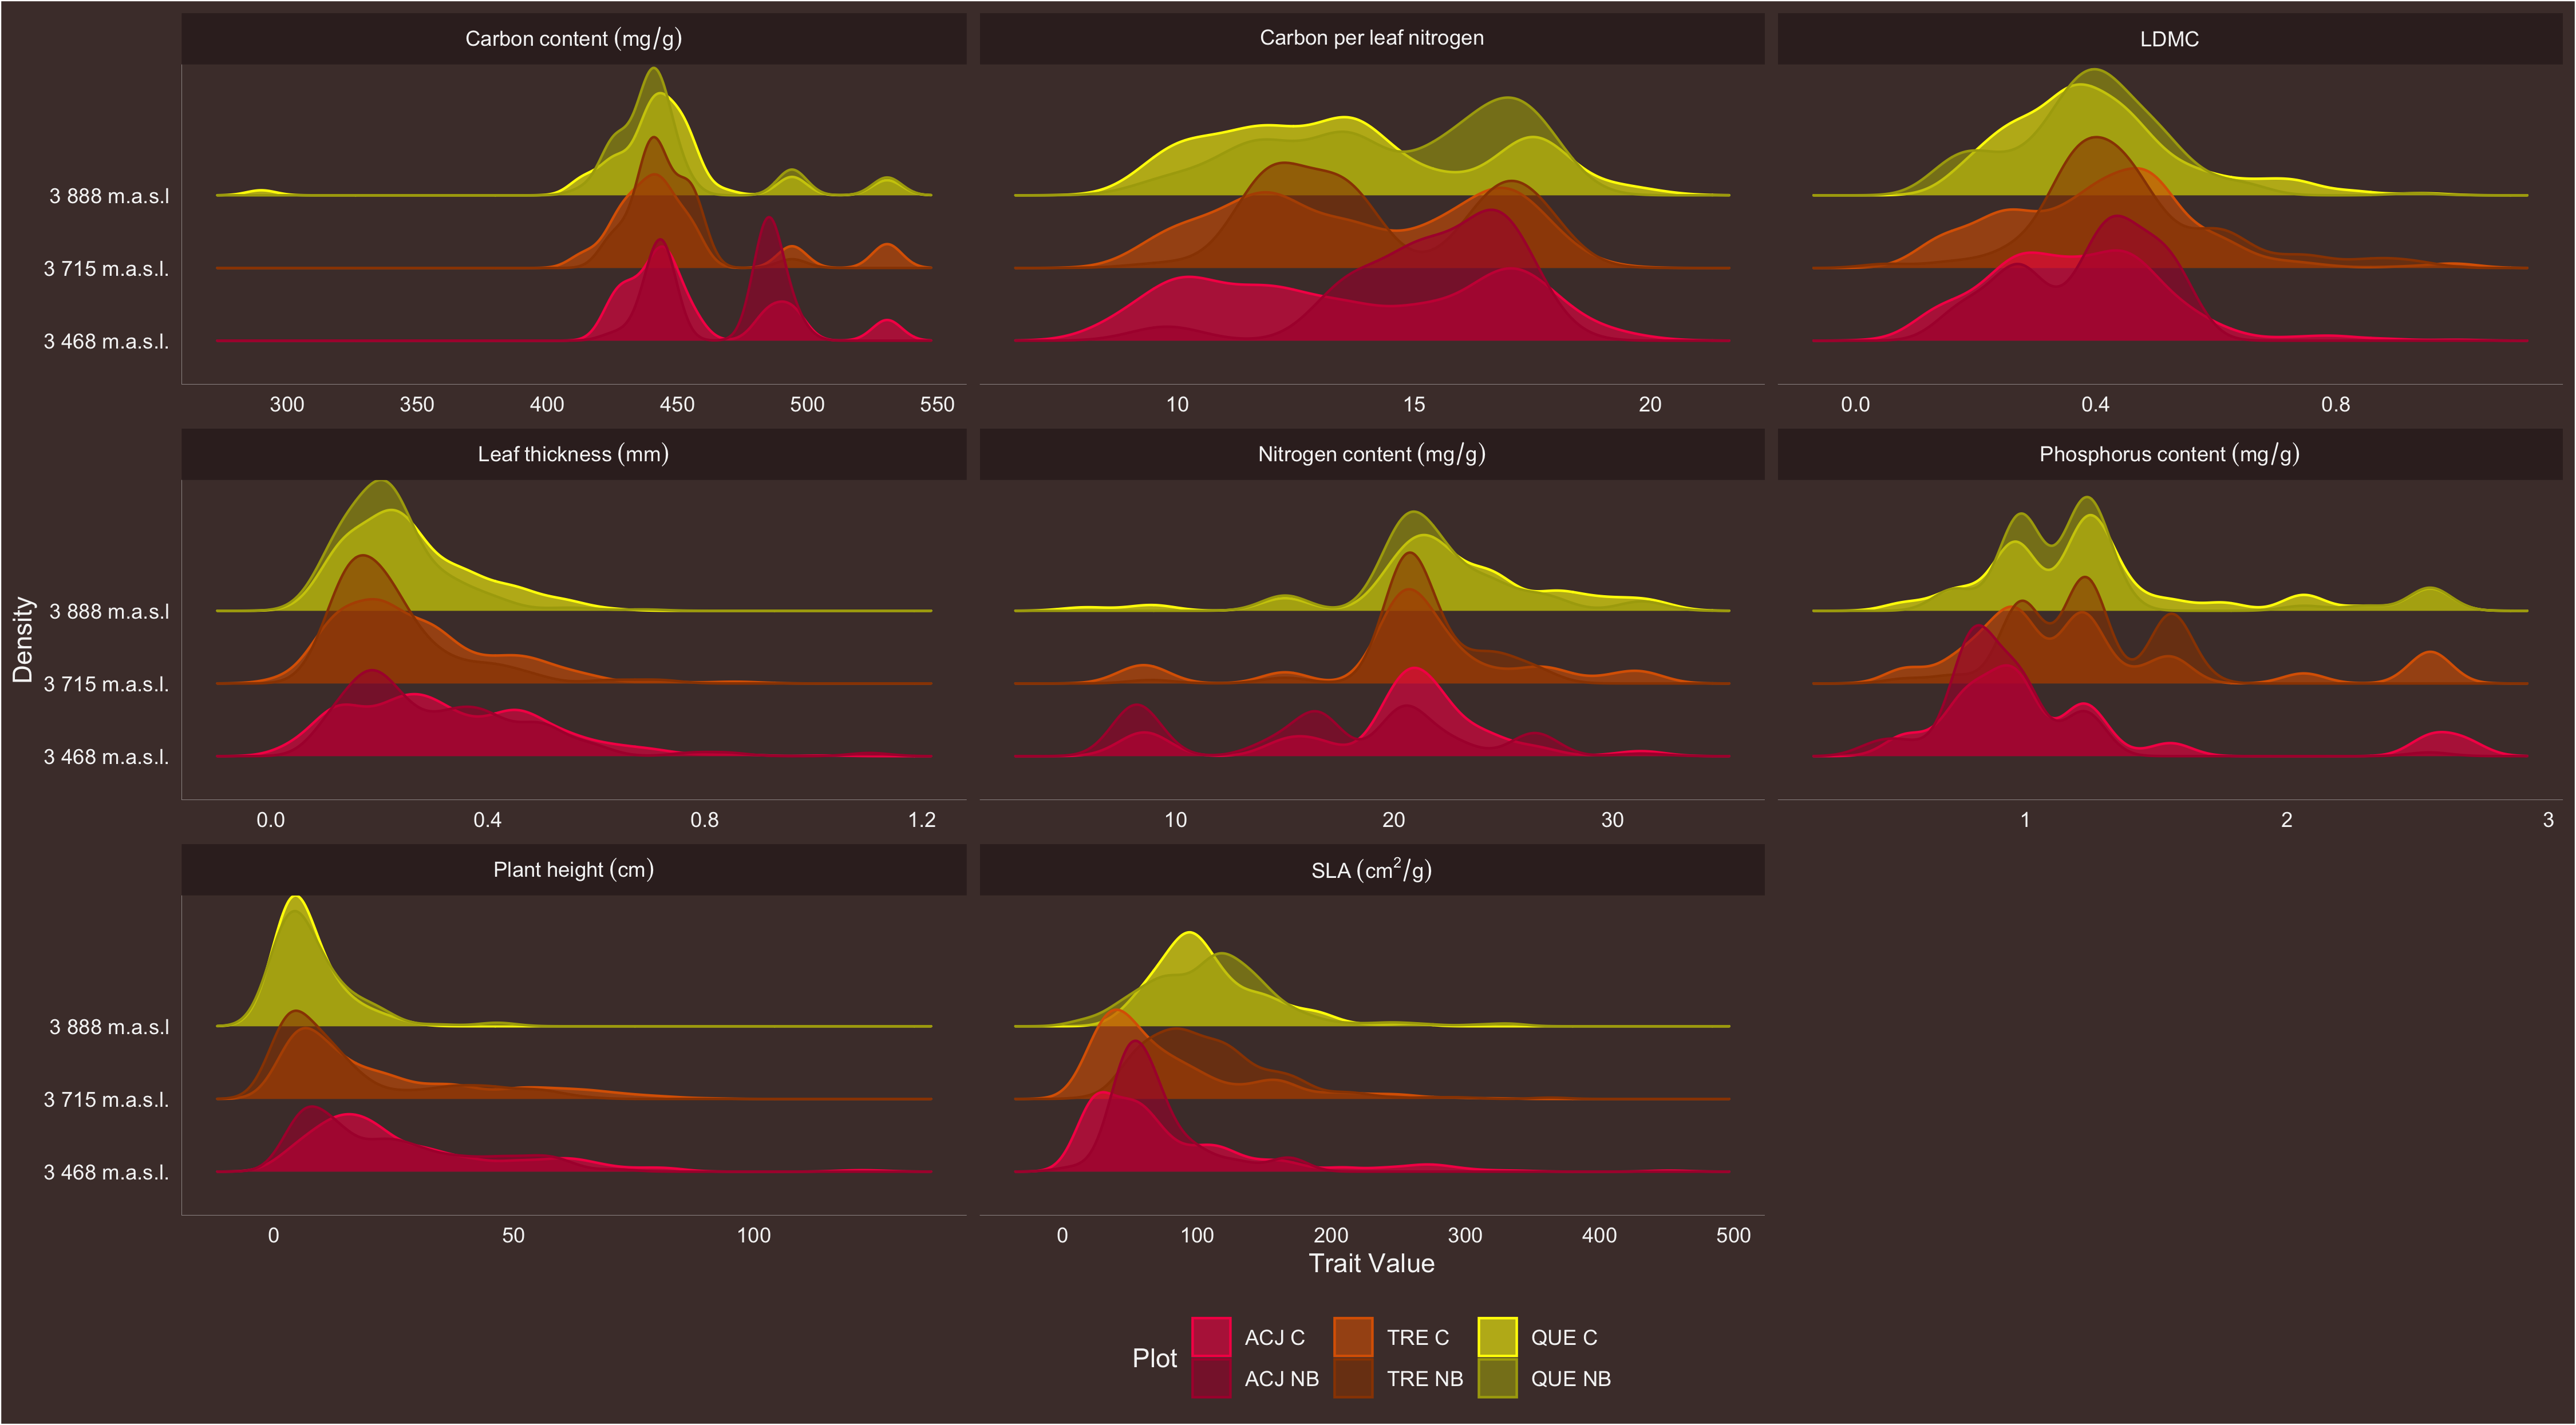 Carbon content (mg/g)
Carbon per leaf nitrogen
LDMC
3 888 m.a.s.l
3 715 m.a.s.l.
3 468 m.a.s.l.
300 350 400 450 500 550
10 15 20
0.0 0.4 0.8
Leaf thickness (mm)
Nitrogen content (mg/g)
Phosphorus content (mg/g)
Density
3 888 m.a.s.l
3 715 m.a.s.l.
3 468 m.a.s.l.
0.0 0.4 0.8 1.2
10 20 30
1 2 3
Plant height (cm)
SLA (cm²/g)
3 888 m.a.s.l
3 715 m.a.s.l.
3 468 m.a.s.l.
0 50 100
0 100 200 300 400 500
Trait Value
Plot
ACJ C TRE C QUE C
ACJ NB TRE NB QUE NB